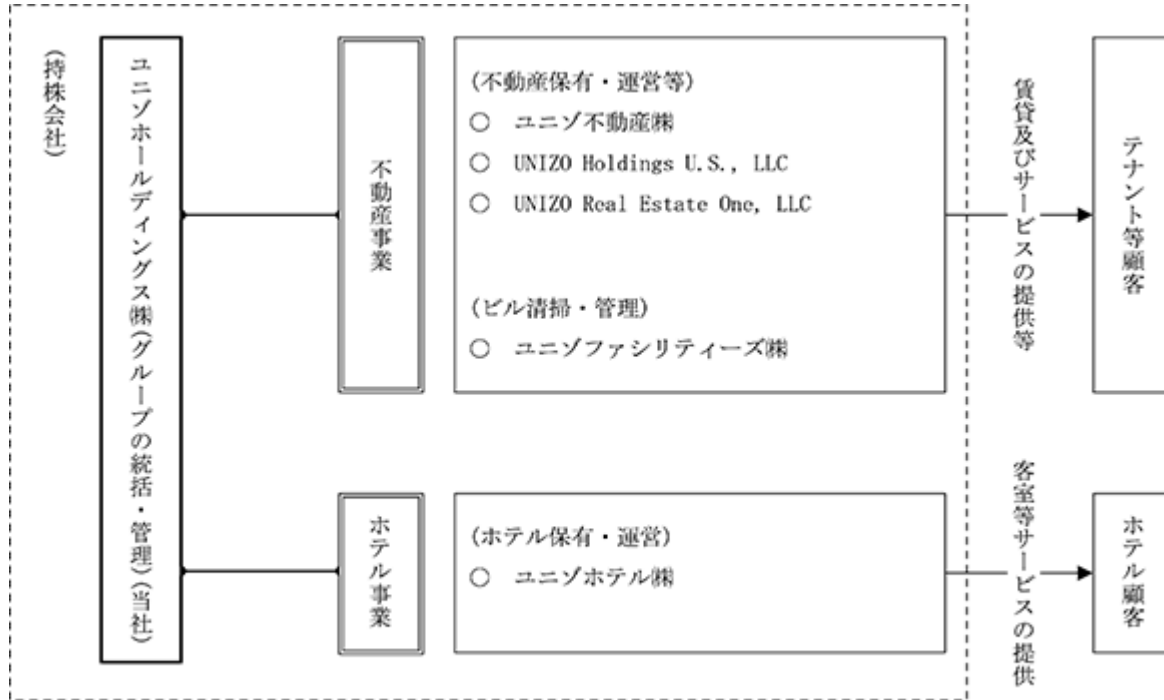 (持株会社)
ユニゾホールディングス㈱(グループの統括・管理)(当社)
不動産事業
(不動産保有・運営等)
○ ユニゾ不動産㈱
○ UNIZO Holdings U.S., LLC
○ UNIZO Real Estate One, LLC
(ビル清掃・管理)
○ ユニゾファシリティーズ㈱
賃貸及びサービスの提供等
テナント等顧客
ホテル事業
(ホテル保有・運営)
○ ユニゾホテル㈱
客室等サービスの提供
ホテル顧客